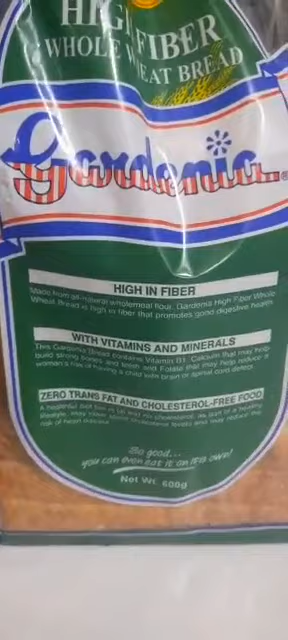 HIGH FIBER
WHOLE WHEAT BREAD
Gardenia®
HIGH IN FIBER
Made from all-natural wholemeal flour, Gardenia High Fiber Whole
Wheat Bread is high in fiber that promotes good digestive health.
WITH VITAMINS AND MINERALS
This Gardenia Bread contains Vitamin B1, Calcium that may help
build strong bones and teeth and Folate that may help reduce a
woman's risk of having a child with brain or spinal cord defect.
ZERO TRANS FAT AND CHOLESTEROL-FREE FOOD
A healthful diet low in fat and cholesterol, as part of a healthy
lifestyle, may lower blood cholesterol levels and may reduce the
risk of heart disease.
So good...
you can even eat it on its own!
Net Wt. 600g